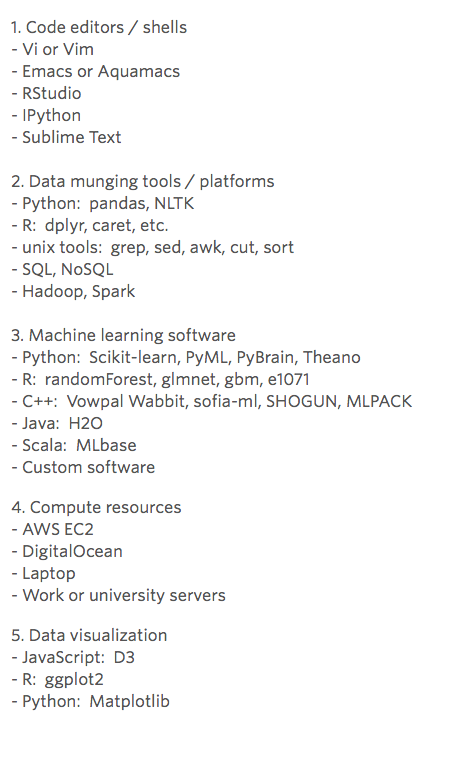 1. Code editors / shells
- Vi or Vim
- Emacs or Aquamacs
- RStudio
- IPython
- Sublime Text
2. Data munging tools / platforms
- Python:  pandas, NLTK
- R:  dplyr, caret, etc.
- unix tools:  grep, sed, awk, cut, sort
- SQL, NoSQL
- Hadoop, Spark
3. Machine learning software
- Python:  Scikit-learn, PyML, PyBrain, Theano
- R:  randomForest, glmnet, gbm, e1071
- C++:  Vowpal Wabbit, sofia-ml, SHOGUN, MLPACK
- Java:  H2O
- Scala:  MLbase
- Custom software
4. Compute resources
- AWS EC2
- DigitalOcean
- Laptop
- Work or university servers
5. Data visualization
- JavaScript:  D3
- R:  ggplot2
- Python:  Matplotlib